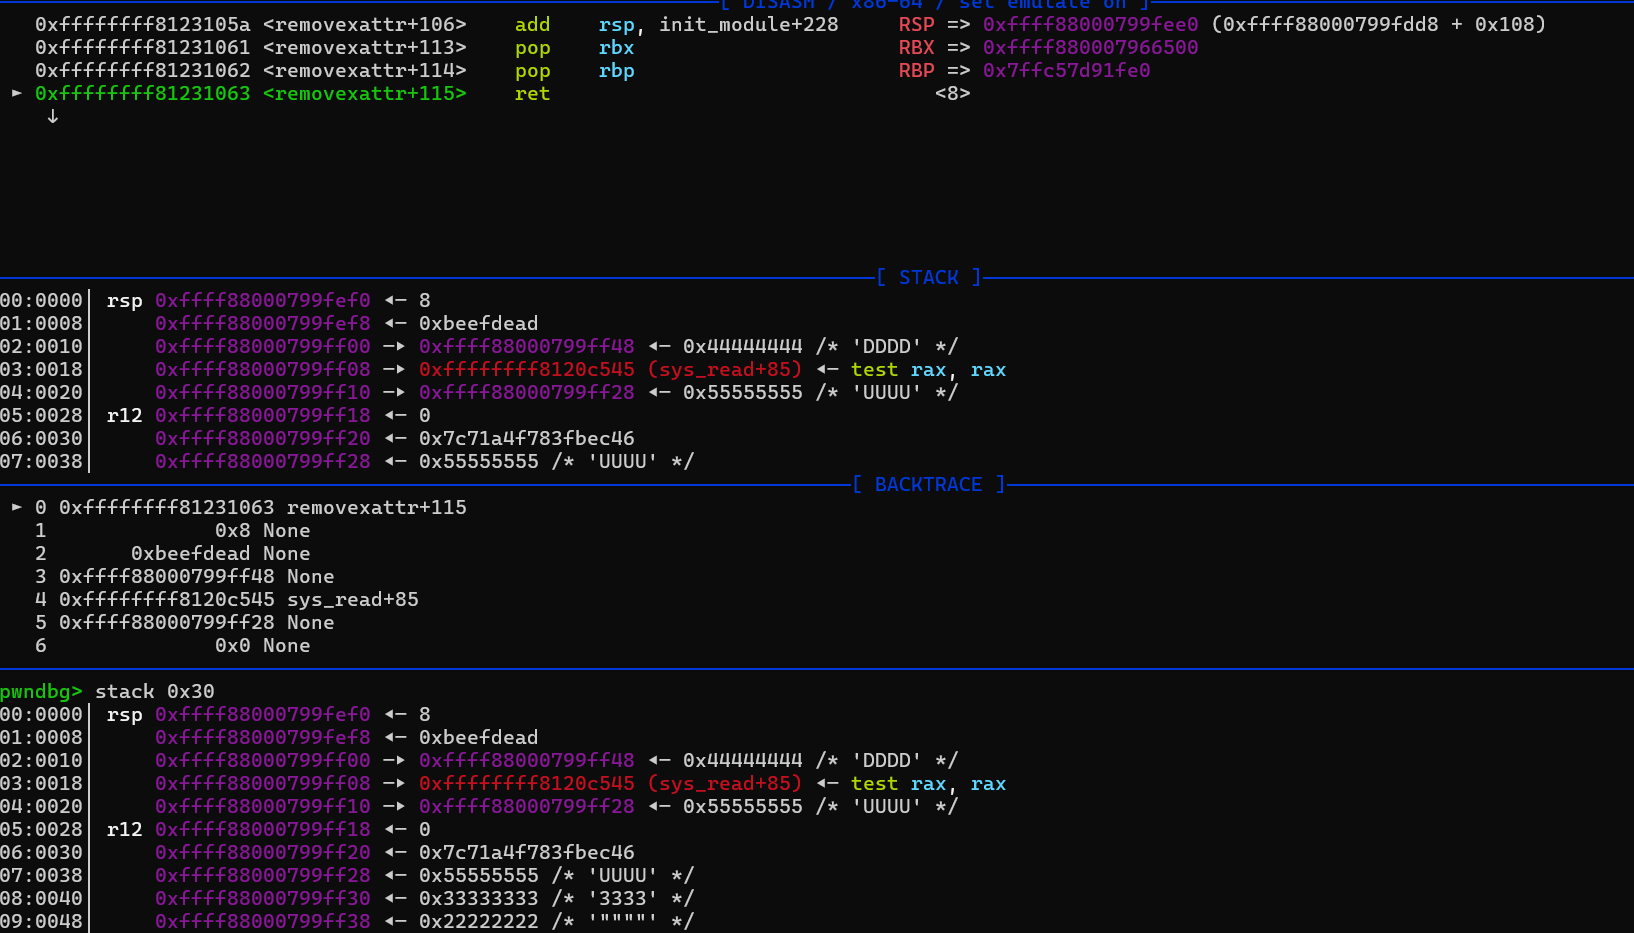 [ DISASM / x86-64 / set emulate on ]
0xffffffff8123105a <removexattr+106> add rsp, init_module+228 RSP => 0xffff88000799fee0 (0xffff88000799fdd8 + 0x108)
0xffffffff81231061 <removexattr+113> pop rbx RBX => 0xffff880007966500
0xffffffff81231062 <removexattr+114> pop rbp RBP => 0x7ffc57d91fe0
► 0xffffffff81231063 <removexattr+115> ret <8>
↓
[ STACK ]
00:0000│ rsp 0xffff88000799fef0 ◂— 8
01:0008│ 0xffff88000799fef8 ◂— 0xbeefdead
02:0010│ 0xffff88000799ff00 —▸ 0xffff88000799ff48 ◂— 0x44444444 /* 'DDDD' */
03:0018│ 0xffff88000799ff08 —▸ 0xffffffff8120c545 (sys_read+85) ◂— test rax, rax
04:0020│ 0xffff88000799ff10 —▸ 0xffff88000799ff28 ◂— 0x55555555 /* 'UUUU' */
05:0028│ r12 0xffff88000799ff18 ◂— 0
06:0030│ 0xffff88000799ff20 ◂— 0x7c71a4f783fbec46
07:0038│ 0xffff88000799ff28 ◂— 0x55555555 /* 'UUUU' */
[ BACKTRACE ]
► 0 0xffffffff81231063 removexattr+115
1 0x8 None
2 0xbeefdead None
3 0xffff88000799ff48 None
4 0xffffffff8120c545 sys_read+85
5 0xffff88000799ff28 None
6 0x0 None
pwndbg> stack 0x30
00:0000│ rsp 0xffff88000799fef0 ◂— 8
01:0008│ 0xffff88000799fef8 ◂— 0xbeefdead
02:0010│ 0xffff88000799ff00 —▸ 0xffff88000799ff48 ◂— 0x44444444 /* 'DDDD' */
03:0018│ 0xffff88000799ff08 —▸ 0xffffffff8120c545 (sys_read+85) ◂— test rax, rax
04:0020│ 0xffff88000799ff10 —▸ 0xffff88000799ff28 ◂— 0x55555555 /* 'UUUU' */
05:0028│ r12 0xffff88000799ff18 ◂— 0
06:0030│ 0xffff88000799ff20 ◂— 0x7c71a4f783fbec46
07:0038│ 0xffff88000799ff28 ◂— 0x55555555 /* 'UUUU' */
08:0040│ 0xffff88000799ff30 ◂— 0x33333333 /* '3333' */
09:0048│ 0xffff88000799ff38 ◂— 0x22222222 /* '""""' */